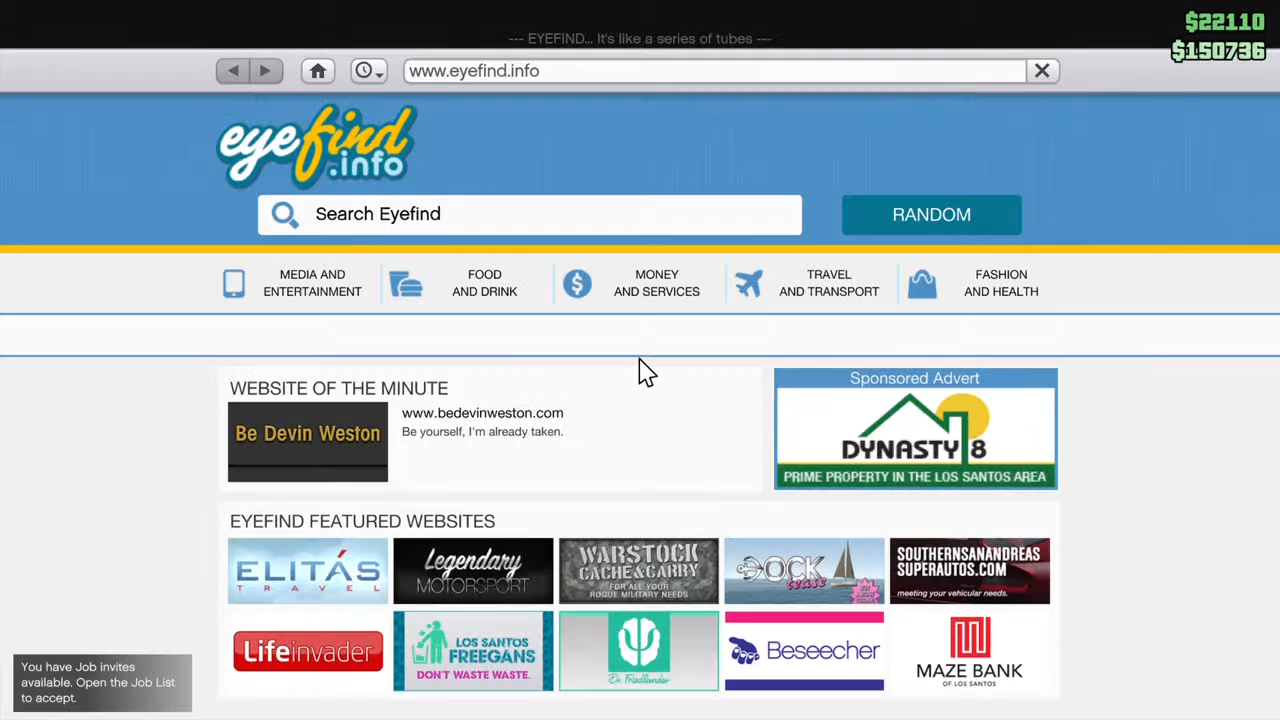 $22110
--- EYEFIND... It's like a series of tubes ---
$150736
www.eyefind.info
eyefind.info
Search Eyefind
RANDOM
MEDIA AND
ENTERTAINMENT
FOOD
AND DRINK
MONEY
AND SERVICES
TRAVEL
AND TRANSPORT
FASHION
AND HEALTH
WEBSITE OF THE MINUTE
Be Devin Weston
www.bedevinweston.com
Be yourself, I'm already taken.
Sponsored Advert
DYNASTY 8
PRIME PROPERTY IN THE LOS SANTOS AREA
EYEFIND FEATURED WEBSITES
ELITÁS
TRAVEL
Legendary
MOTORSPORT
WARSTOCK
CACHE & CARRY
FOR ALL YOUR
ROGUE MILITARY NEEDS
DOCK
tease
SOUTHERNSANANDREAS
SUPERAUTOS.COM
meeting your vehicular needs.
Lifeinvader
LOS SANTOS
FREEGANS
DON'T WASTE WASTE.
Dr. Friedlander
Beseecher
MAZE BANK
OF LOS SANTOS
You have Job invites
available. Open the Job List
to accept.